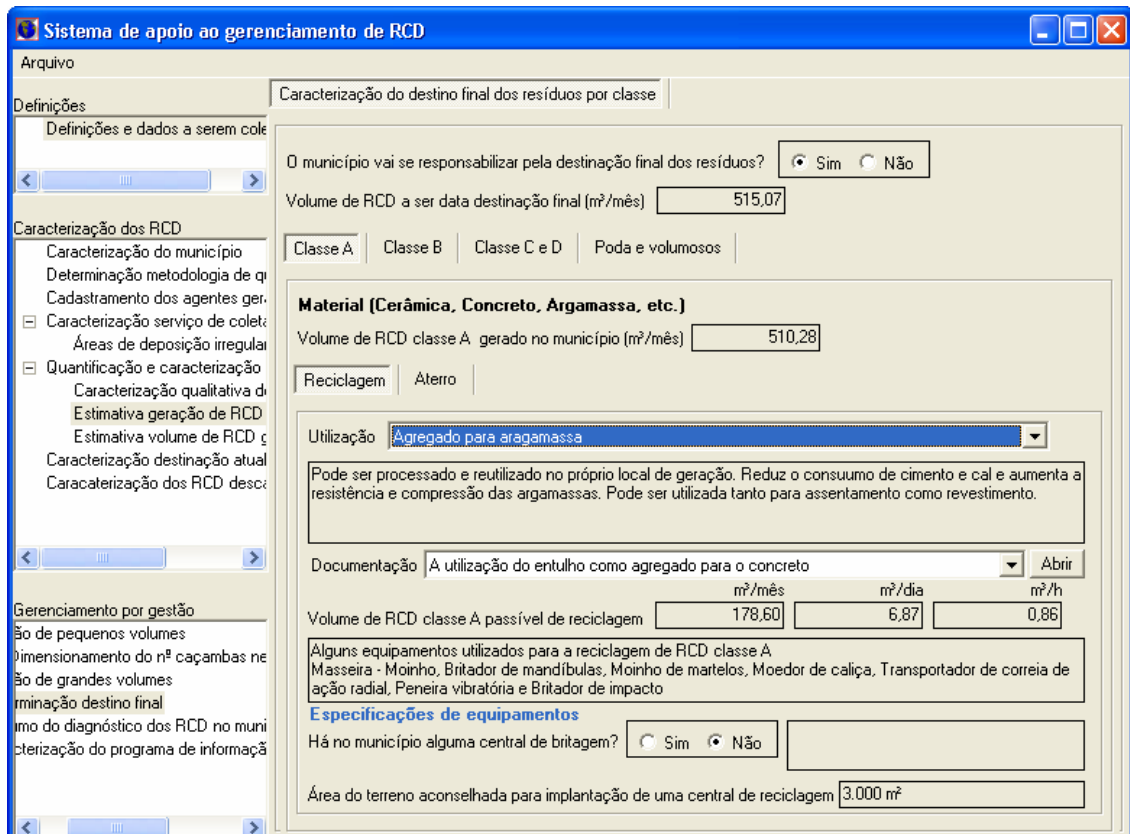 Sistema de apoio ao gerenciamento de RCD
Arquivo
Definições
Definições e dados a serem cole
Caracterização dos RCD
Caracterização do município
Determinação metodologia de qu
Cadastramento dos agentes ger
Caracterização serviço de coleta
Áreas de deposição irregular
Quantificação e caracterização
Caracterização qualitativa d
Estimativa geração de RCD
Estimativa volume de RCD g
Caracterização destinação atual
Caracaterização dos RCD desca
Gerenciamento por gestão
ão de pequenos volumes
Dimensionamento do nº caçambas ne
ão de grandes volumes
rminação destino final
umo do diagnóstico dos RCD no muni
cterização do programa de informaçã
Caracterização do destino final dos resíduos por classe
O município vai se responsabilizar pela destinação final dos resíduos? Sim Não
Volume de RCD a ser data destinação final (m³/mês) 515,07
Classe A Classe B Classe C e D Poda e volumosos
Material (Cerâmica, Concreto, Argamassa, etc.)
Volume de RCD classe A gerado no município (m³/mês) 510,28
Reciclagem Aterro
Utilização Agregado para aragamassa
Pode ser processado e reutilizado no próprio local de geração. Reduz o consuumo de cimento e cal e aumenta a
resistência e compressão das argamassas. Pode ser utilizada tanto para assentamento como revestimento.
Documentação A utilização do entulho como agregado para o concreto Abrir
m³/mês m³/dia m³/h
Volume de RCD classe A passível de reciclagem 178,60 6,87 0,86
Alguns equipamentos utilizados para a reciclagem de RCD classe A
Masseira - Moinho, Britador de mandíbulas, Moinho de martelos, Moedor de caliça, Transportador de correia de
ação radial, Peneira vibratória e Britador de impacto
Especificações de equipamentos
Há no município alguma central de britagem? Sim Não
Área do terreno aconselhada para implantação de uma central de reciclagem 3.000 m²